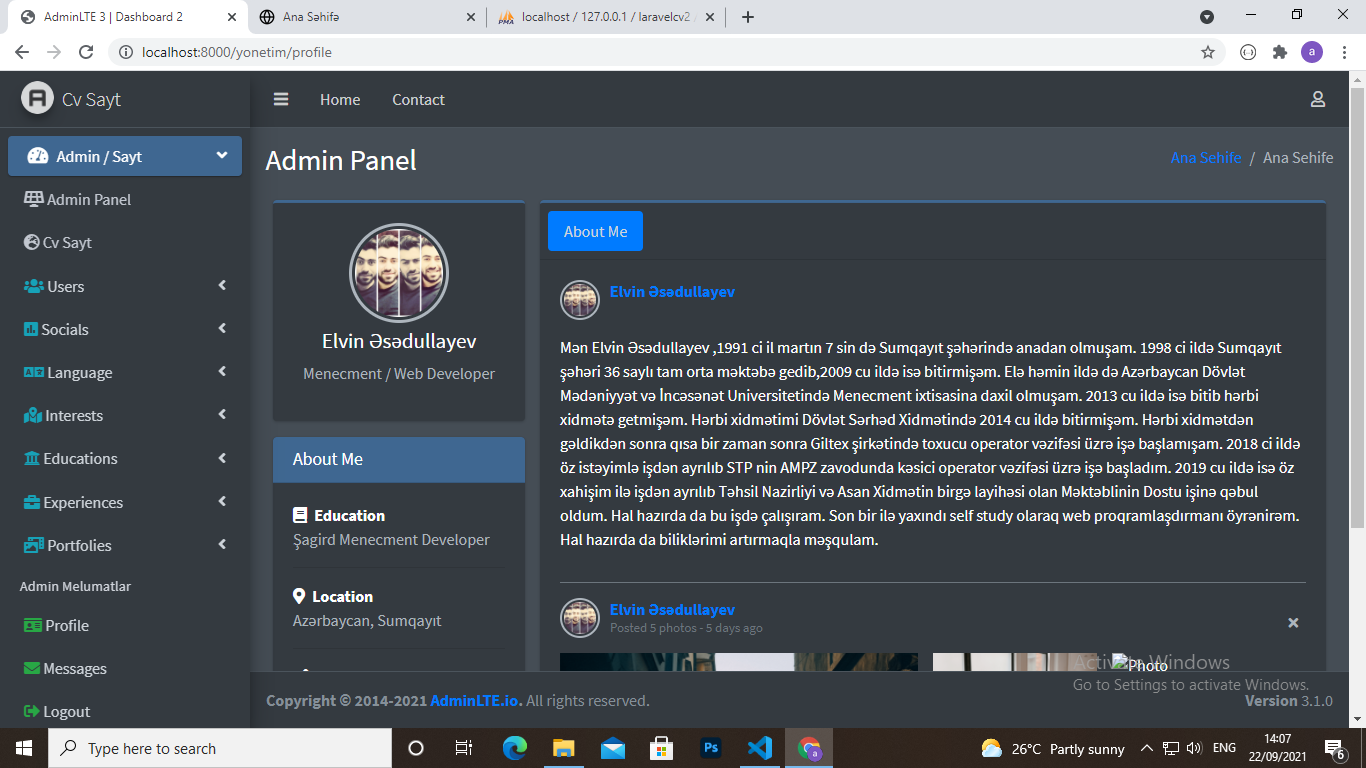 AdminLTE 3 | Dashboard 2
Ana Səhifə
localhost / 127.0.0.1 / laravelcv2
localhost:8000/yonetim/profile
a
Cv Sayt
Home
Contact
Admin / Sayt
Admin Panel
Cv Sayt
Users
Socials
Language
Interests
Educations
Experiences
Portfolies
Admin Melumatlar
Profile
Messages
Logout
Admin Panel
Ana Sehife / Ana Sehife
Elvin Əsədullayev
Menecment / Web Developer
About Me
Education
Şagird Menecment Developer
Location
Azərbaycan, Sumqayıt
About Me
Elvin Əsədullayev
Mən Elvin Əsədullayev ,1991 ci il martın 7 sin də Sumqayıt şəhərində anadan olmuşam. 1998 ci ildə Sumqayıt
şəhəri 36 saylı tam orta məktəbə gedib,2009 cu ildə isə bitirmişəm. Elə həmin ildə də Azərbaycan Dövlət
Mədəniyyət və İncəsənət Universitetində Menecment ixtisasina daxil olmuşam. 2013 cu ildə isə bitib hərbi
xidmətə getmişəm. Hərbi xidmətimi Dövlət Sərhəd Xidmətində 2014 cu ildə bitirmişəm. Hərbi xidmətdən
gəldikdən sonra qısa bir zaman sonra Giltex şirkətində toxucu operator vəzifəsi üzrə işə başlamışam. 2018 ci ildə
öz istəyimlə işdən ayrılıb STP nin AMPZ zavodunda kəsici operator vəzifəsi üzrə işə başladım. 2019 cu ildə isə öz
xahişim ilə işdən ayrılıb Təhsil Nazirliyi və Asan Xidmətin birgə layihəsi olan Məktəblinin Dostu işinə qəbul
oldum. Hal hazırda da bu işdə çalışıram. Son bir ilə yaxındı self study olaraq web proqramlaşdırmanı öyrənirəm.
Hal hazırda da biliklərimi artırmaqla məşqulam.
Elvin Əsədullayev
Posted 5 photos - 5 days ago
Photo
Activate Windows
Go to Settings to activate Windows.
Copyright © 2014-2021 AdminLTE.io. All rights reserved.
Version 3.1.0
Type here to search
Ps
a
26°C Partly sunny
ENG
14:07
22/09/2021
6